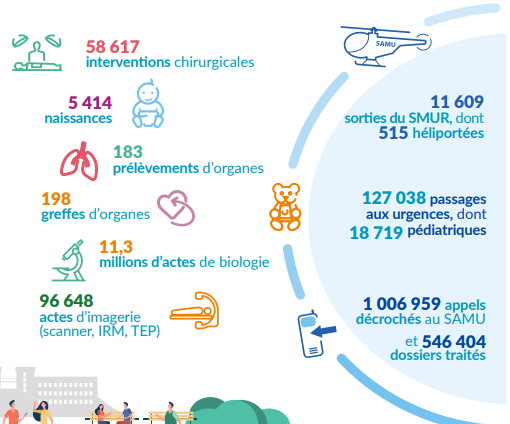 58 617
interventions chirurgicales
5 414
naissances
183
prélèvements d'organes
198
greffes d'organes
11,3
millions d'actes de biologie
96 648
actes d'imagerie
(scanner, IRM, TEP)
SAMU
11 609
sorties du SMUR, dont
515 héliportées
127 038 passages
aux urgences, dont
18 719 pédiatriques
1 006 959 appels
décrochés au SAMU
et 546 404
dossiers traités